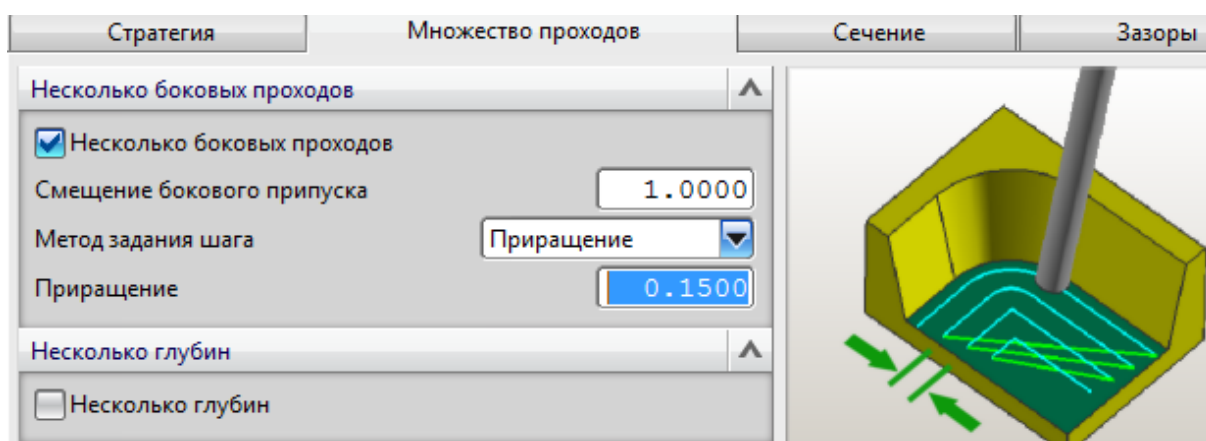 Стратегия Множество проходов Сечение Зазоры
Несколько боковых проходов
Несколько боковых проходов
Смещение бокового припуска 1.0000
Метод задания шага Приращение
Приращение 0.1500
Несколько глубин
Несколько глубин